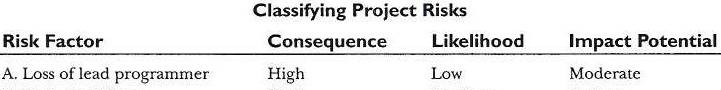 Classifying Project Risks
Risk Factor Consequence Likelihood Impact Potential
A. Loss of lead programmer High Low Moderate